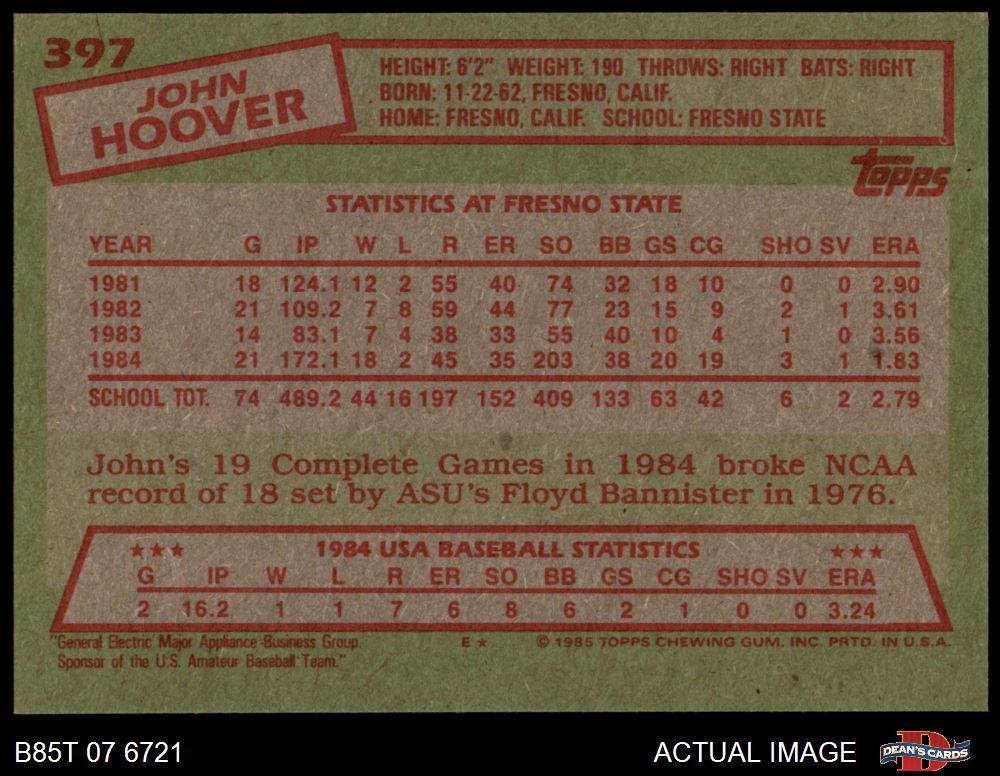 397
JOHN
HOOVER
HEIGHT: 6'2" WEIGHT: 190 THROWS: RIGHT BATS: RIGHT
BORN: 11-22-62, FRESNO, CALIF.
HOME: FRESNO, CALIF. SCHOOL: FRESNO STATE
topps
STATISTICS AT FRESNO STATE
YEAR G IP W L R ER SO BB GS CG SHO SV ERA
1981 18 124.1 12 2 55 40 74 32 18 10 0 0 2.90
1982 21 109.2 7 8 59 44 77 23 15 9 2 1 3.61
1983 14 83.1 7 4 38 33 55 40 10 4 1 0 3.56
1984 21 172.1 18 2 45 35 203 38 20 19 3 1 1.83
SCHOOL TOT. 74 489.2 44 16 197 152 409 133 63 42 6 2 2.79
John's 19 Complete Games in 1984 broke NCAA
record of 18 set by ASU's Floyd Bannister in 1976.
★★★ 1984 USA BASEBALL STATISTICS ★★★
G IP W L R ER SO BB GS CG SHO SV ERA
2 16.2 1 1 7 6 8 6 2 1 0 0 3.24
"General Electric Major Appliance Business Group. E★ © 1985 TOPPS CHEWING GUM, INC. PRTD. IN U.S.A.
Sponsor of the U.S. Amateur Baseball Team."
B85T 07 6721 ACTUAL IMAGE DEAN'S CARDS